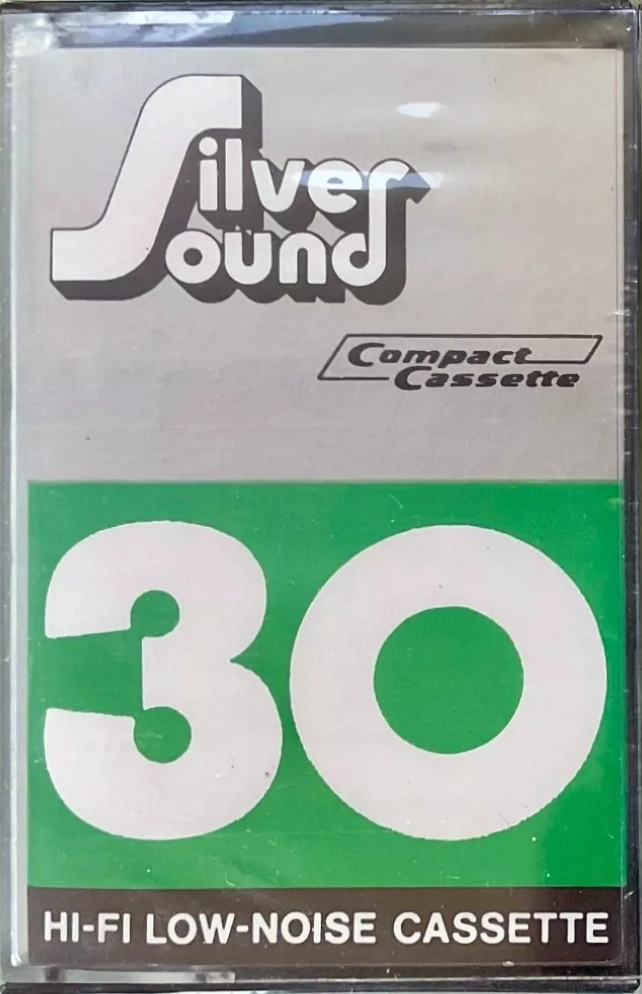 Silver
Sound
Compact
Cassette
30
HI-FI LOW-NOISE CASSETTE